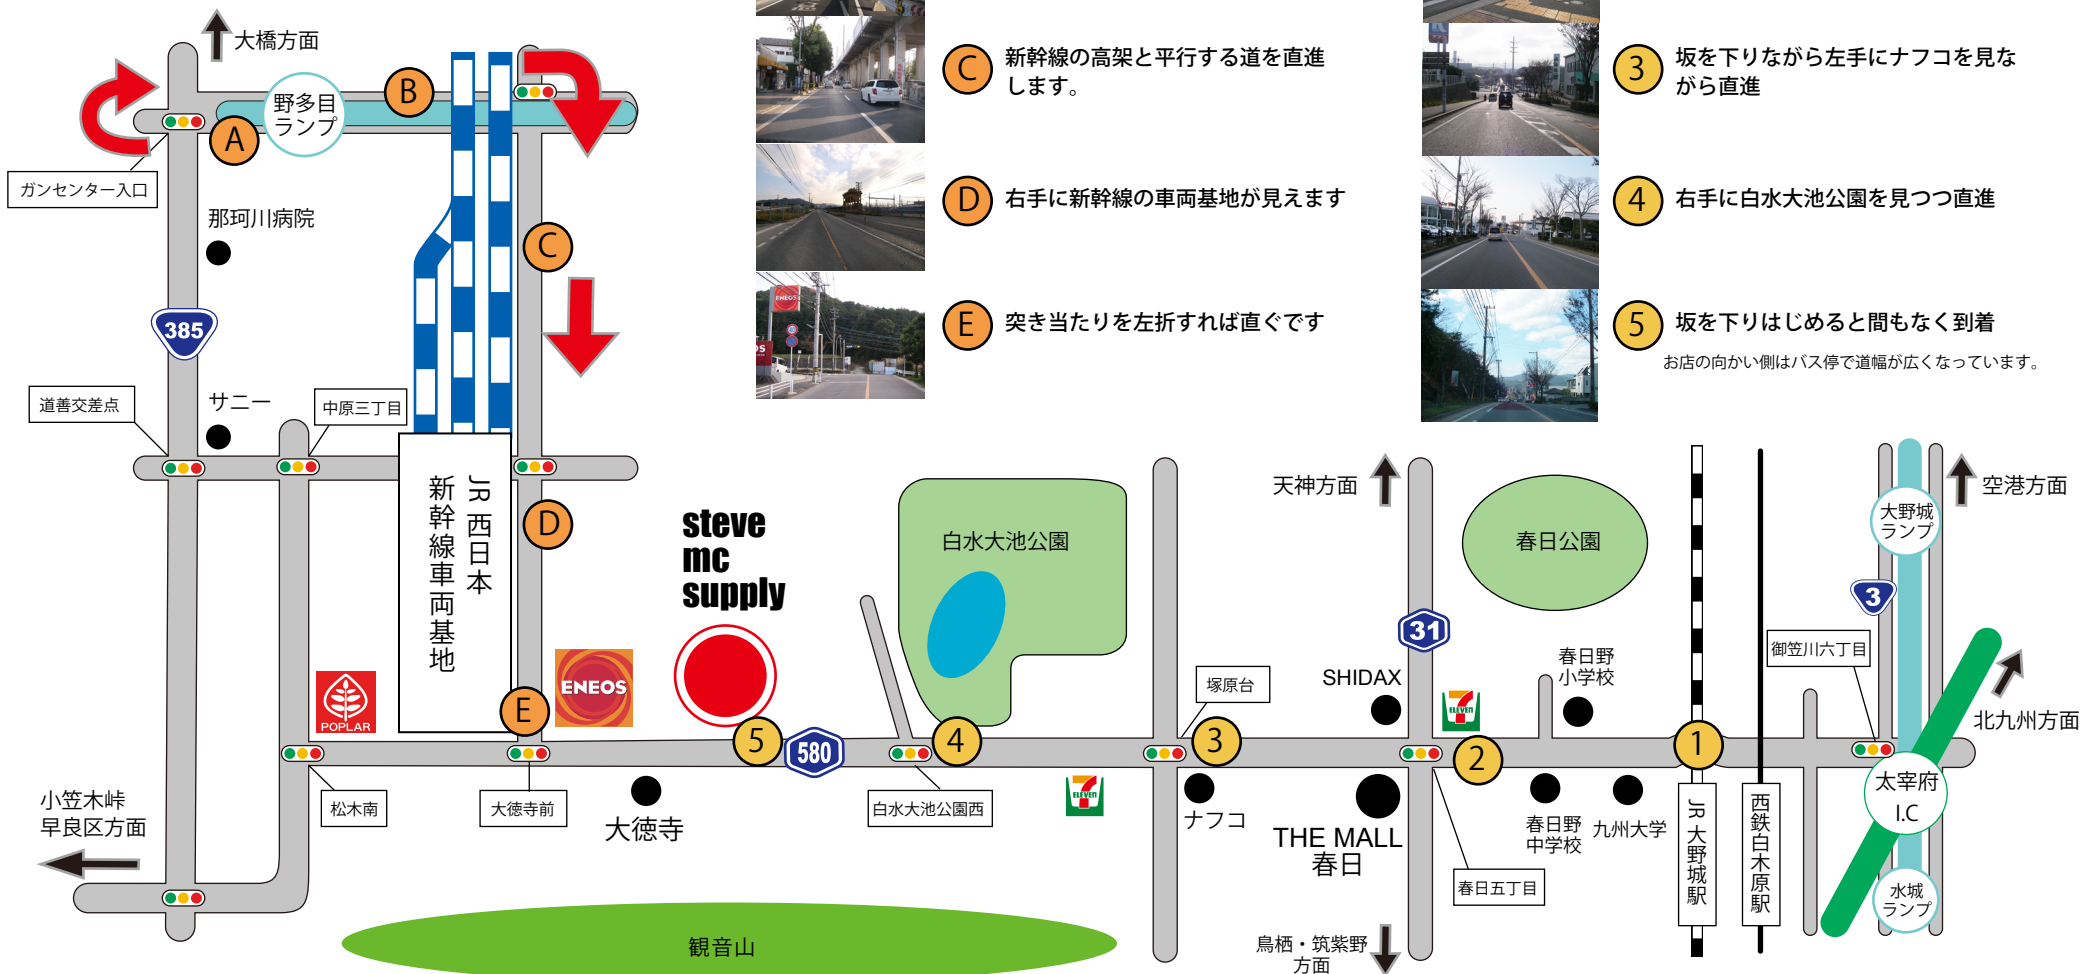 大橋方面
野多目
ランプ
A
B
ガンセンター入口
那珂川病院
C
385
道善交差点
サニー
中原三丁目
JR 西日本
新幹線車両基地
D
E
POPLAR
ENEOS
steve
mc
supply
5
580
小笠木峠
早良区方面
松木南
大徳寺前
大徳寺
観音山
C
新幹線の高架と平行する道を直進
します。
D
右手に新幹線の車両基地が見えます
ENEOS
E
突き当たりを左折すれば直ぐです
3
坂を下りながら左手にナフコを見な
がら直進
4
右手に白水大池公園を見つつ直進
5
坂を下りはじめると間もなく到着
お店の向かい側はバス停で道幅が広くなっています。
白水大池公園
4
白水大池公園西
ELEVEN
塚原台
3
ナフコ
天神方面
31
SHIDAX
ELEVEN
2
THE MALL
春日
春日五丁目
鳥栖・筑紫野
方面
春日公園
春日野
小学校
春日野
中学校
九州大学
1
JR 大野城駅
西鉄白木原駅
空港方面
大野城
ランプ
3
御笠川六丁目
北九州方面
太宰府
I.C
水城
ランプ